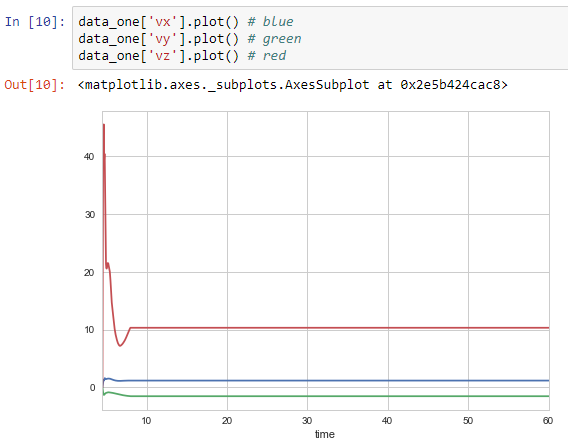 In [10]: data_one['vx'].plot() # blue
data_one['vy'].plot() # green
data_one['vz'].plot() # red
Out[10]: <matplotlib.axes._subplots.AxesSubplot at 0x2e5b424cac8>
40
30
20
10
0
10 20 30 40 50 60
time